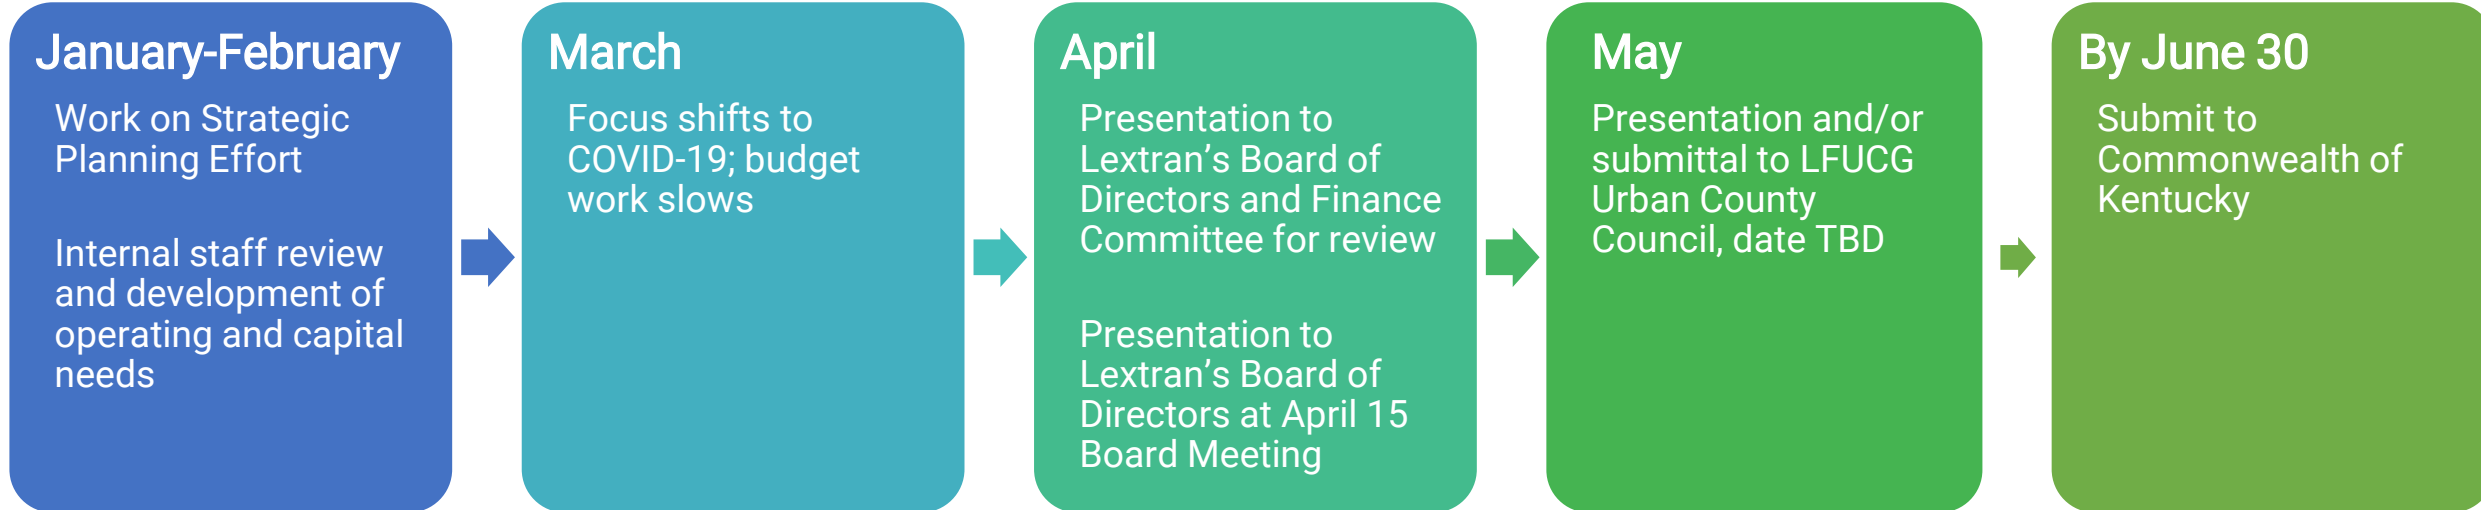 January-February
Work on Strategic
Planning Effort
Internal staff review
and development of
operating and capital
needs
March
Focus shifts to
COVID-19; budget
work slows
April
Presentation to
Lextran’s Board of
Directors and Finance
Committee for review
Presentation to
Lextran’s Board of
Directors at April 15
Board Meeting
May
Presentation and/or
submittal to LFUCG
Urban County
Council, date TBD
By June 30
Submit to
Commonwealth of
Kentucky